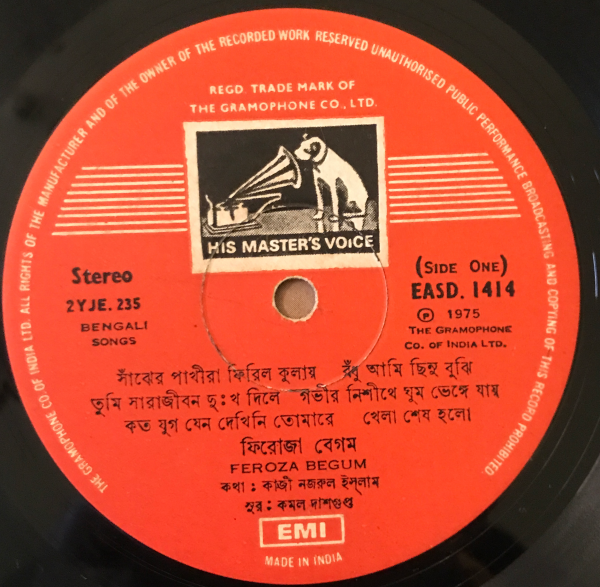 THE GRAMOPHONE CO OF INDIA LTD. ALL RIGHTS OF THE MANUFACTURER AND OF THE OWNER OF THE RECORDED WORK RESERVED UNAUTHORISED PUBLIC PERFORMANCE BROADCASTING AND COPYING OF THIS RECORD PROHIBITED.
REGD. TRADE MARK OF
THE GRAMOPHONE CO., LTD.
HIS MASTER'S VOICE
Stereo
2YJE. 235
BENGALI
SONGS
(SIDE ONE)
EASD. 1414
Ⓟ 1975
THE GRAMOPHONE
CO. OF INDIA LTD.
সাঁঝের পাখীরা ফিরিল কুলায় বঁধু আমি ছিনু বুঝি
তুমি সারাজীবন দুঃখ দিলে গভীর নিশীথে ঘুম ভেঙ্গে যায়
কত যুগ যেন দেখিনি তোমারে খেলা শেষ হলো
ফিরোজা বেগম
FEROZA BEGUM
কথা : কাজী নজরুল ইসলাম
সুর : কমল দাশগুপ্ত
EMI
MADE IN INDIA